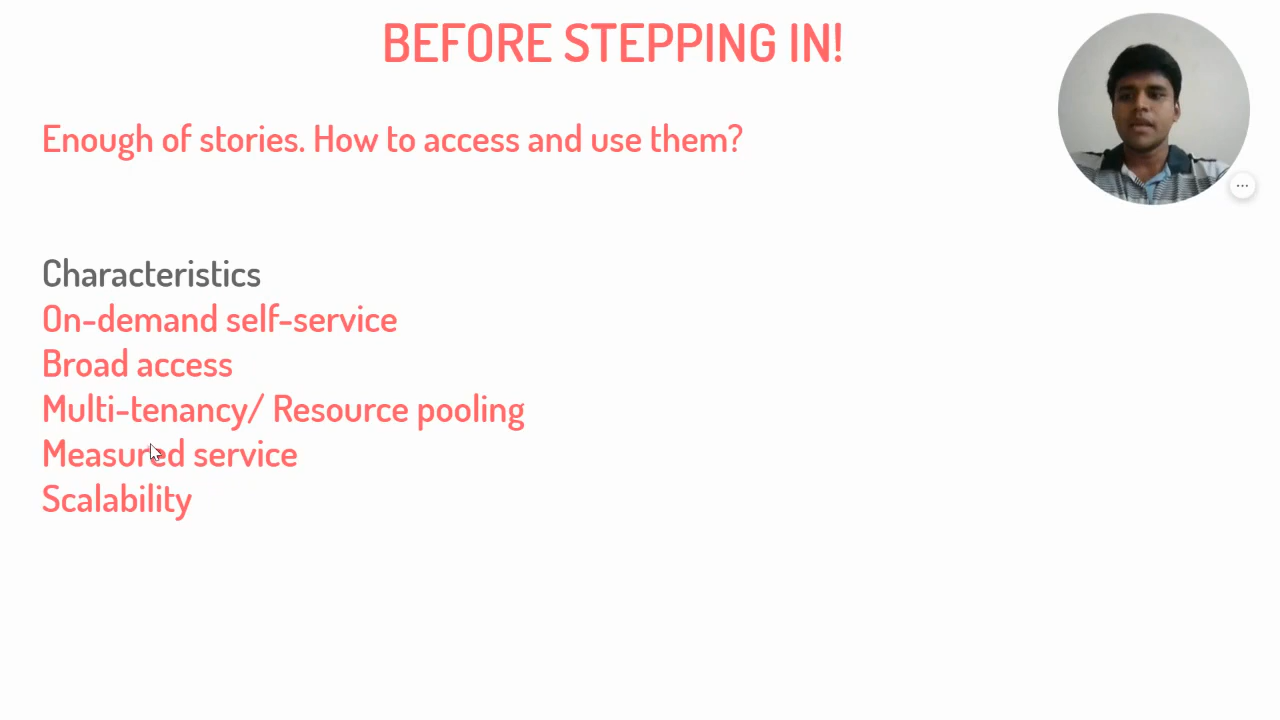 BEFORE STEPPING IN!
Enough of stories. How to access and use them?
Characteristics
On-demand self-service
Broad access
Multi-tenancy/ Resource pooling
Measured service
Scalability